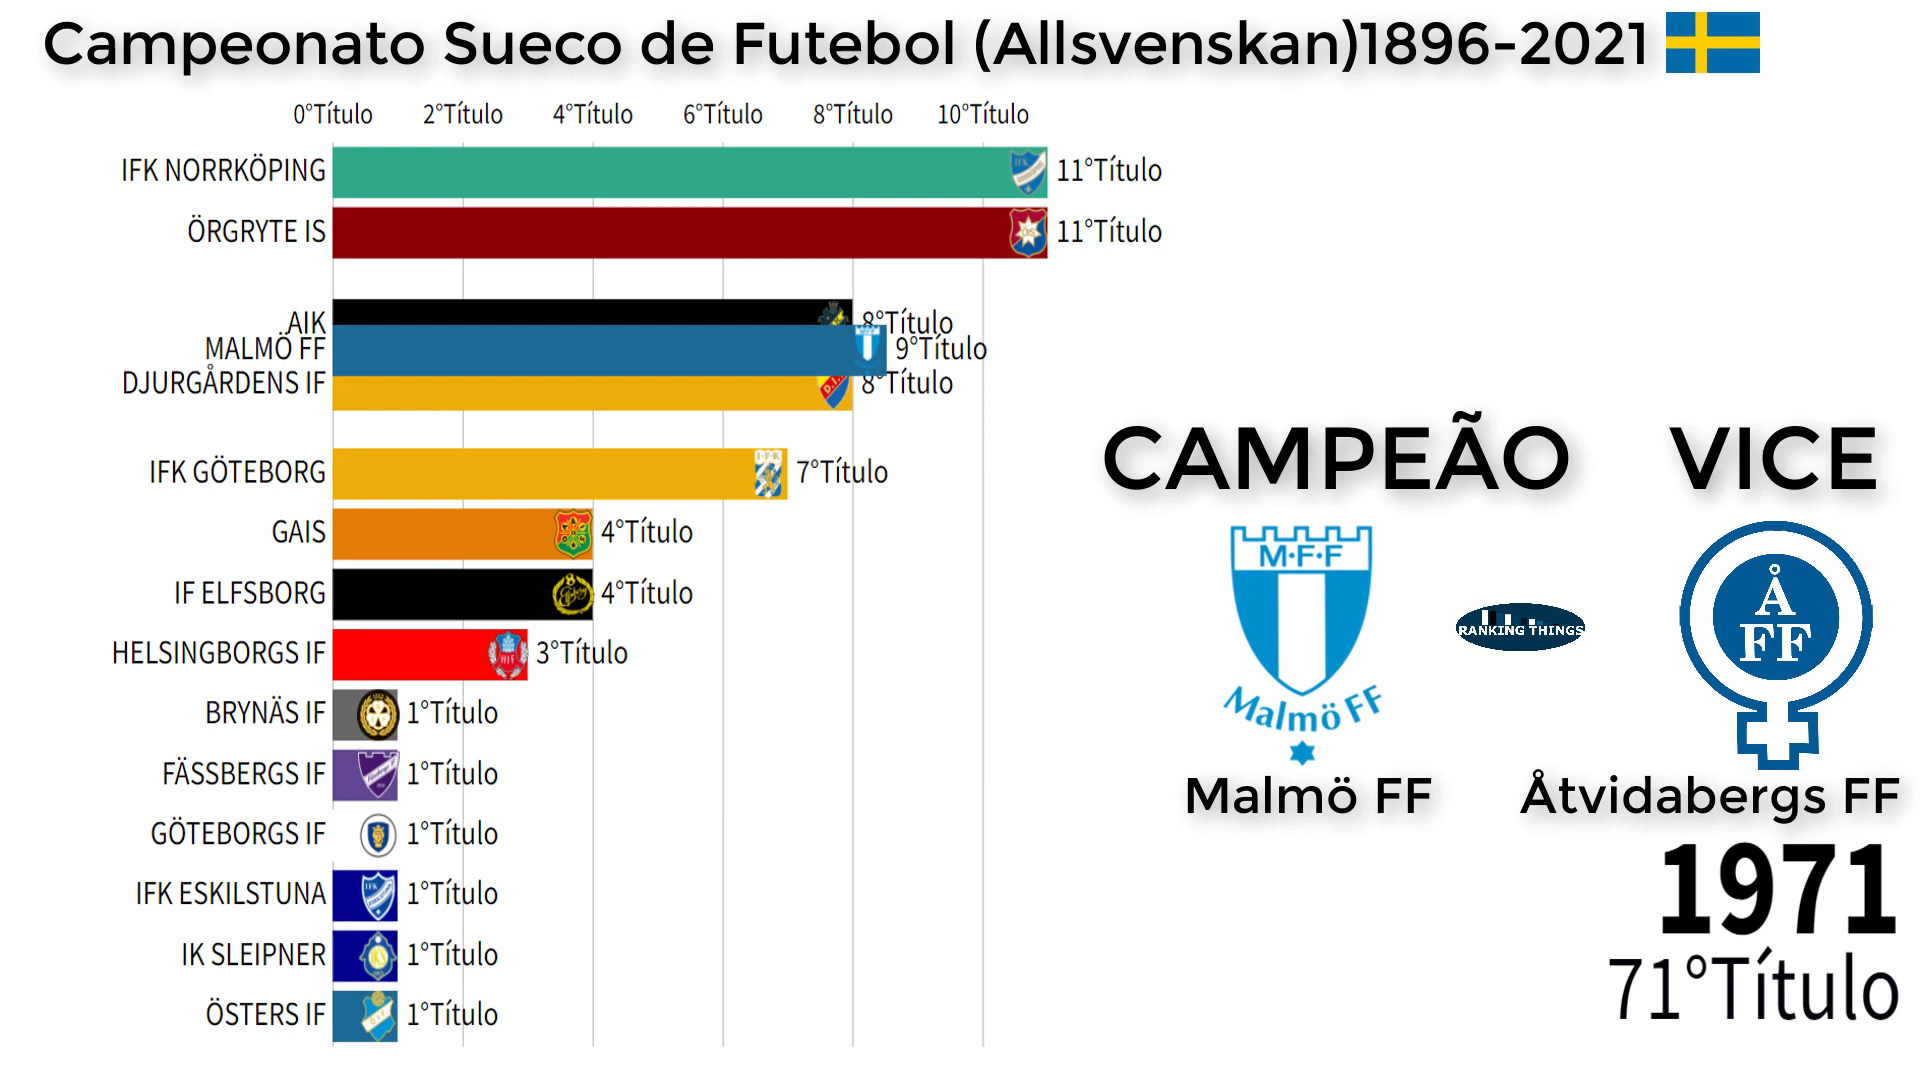 Campeonato Sueco de Futebol (Allsvenskan)1896-2021
0°Título 2°Título 4°Título 6°Título 8°Título 10°Título
IFK NORRKÖPING 11°Título
ÖRGRYTE IS 11°Título
AIK 8°Título
MALMÖ FF 9°Título
DJURGÅRDENS IF 8°Título
IFK GÖTEBORG 7°Título
GAIS 4°Título
IF ELFSBORG 4°Título
HELSINGBORGS IF 3°Título
BRYNÄS IF 1°Título
FÄSSBERGS IF 1°Título
GÖTEBORGS IF 1°Título
IFK ESKILSTUNA 1°Título
IK SLEIPNER 1°Título
ÖSTERS IF 1°Título
CAMPEÃO VICE
M·F·F
Malmö FF
Å
FF
RANKING THINGS
Malmö FF Åtvidabergs FF
1971
71°Título